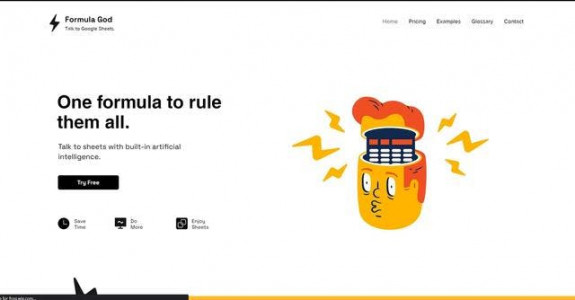 Formula God
Talk to Google Sheets.
Home Pricing Examples Glossary Contact
One formula to rule
them all.
Talk to sheets with built-in artificial
intelligence.
Try Free
Save
Time
Do
More
Enjoy
Sheets